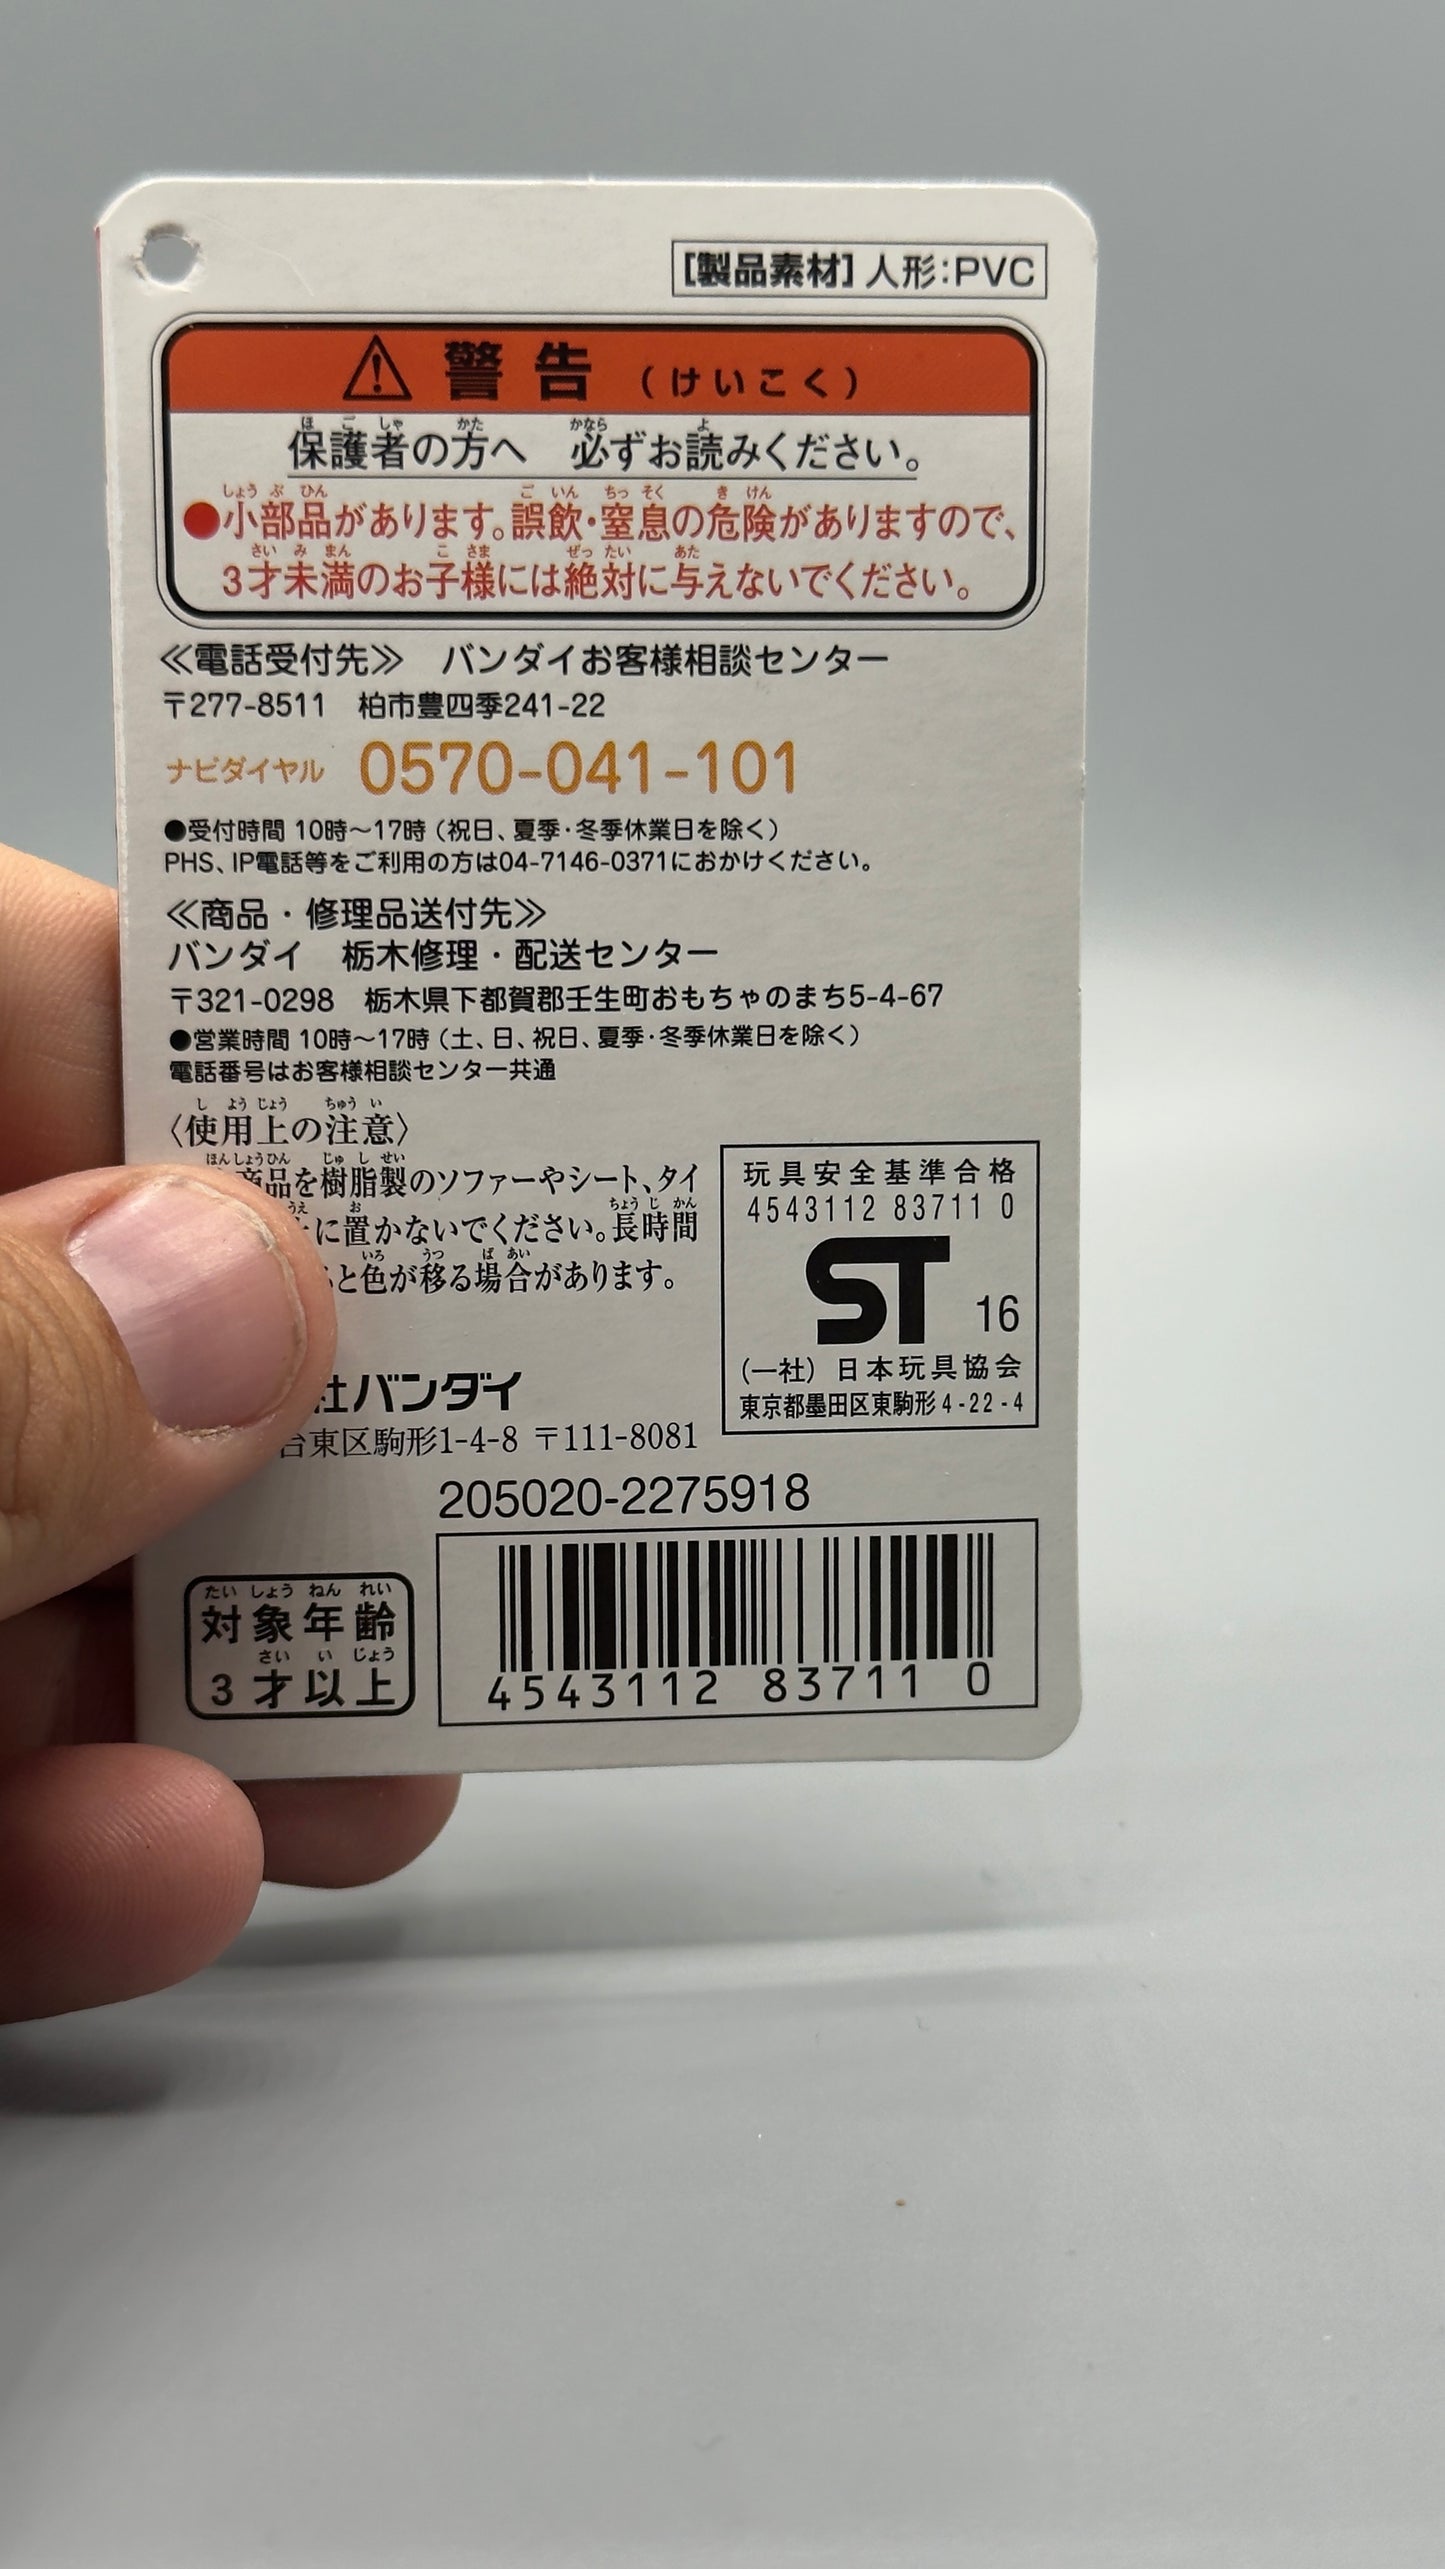 [製品素材] 人形：PVC
警告 （けいこく）
保護者の方へ　必ずお読みください。
●小部品があります。誤飲・窒息の危険がありますので、
3才未満のお子様には絶対に与えないでください。
≪電話受付先≫　バンダイお客様相談センター
〒277-8511　柏市豊四季241-22
ナビダイヤル　0570-041-101
●受付時間 10時～17時（祝日、夏季・冬季休業日を除く）
PHS、IP電話等をご利用の方は04-7146-0371におかけください。
≪商品・修理品送付先≫
バンダイ　栃木修理・配送センター
〒321-0298　栃木県下都賀郡壬生町おもちゃのまち5-4-67
●営業時間 10時～17時（土、日、祝日、夏季・冬季休業日を除く）
電話番号はお客様相談センター共通
〈使用上の注意〉
商品を樹脂製のソファーやシート、タイ
に置かないでください。長時間
と色が移る場合があります。
玩具安全基準合格
4543112 83711 0
ST 16
（一社）日本玩具協会
東京都墨田区東駒形4-22-4
社バンダイ
台東区駒形1-4-8 〒111-8081
205020-2275918
対象年齢
3才以上
4543112 83711 0